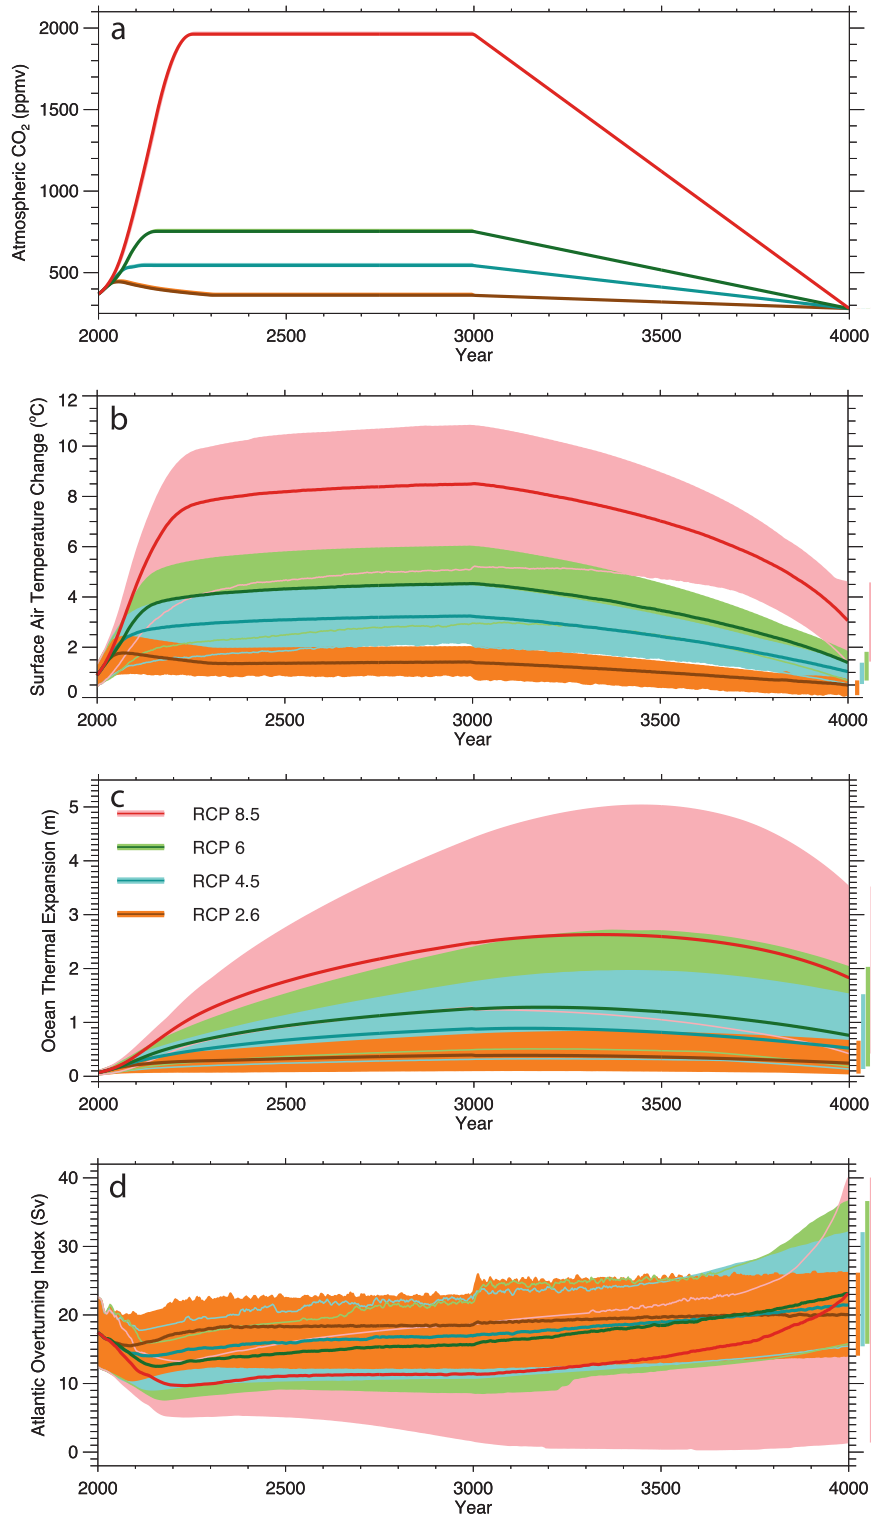 a
2000
1500
1000
500
Atmospheric CO₂ (ppmv)
2000 2500 3000 3500 4000
Year
b
12
10
8
6
4
2
0
Surface Air Temperature Change (ºC)
2000 2500 3000 3500 4000
Year
c
5
4
3
2
1
0
Ocean Thermal Expansion (m)
RCP 8.5
RCP 6
RCP 4.5
RCP 2.6
2000 2500 3000 3500 4000
Year
d
40
30
20
10
0
Atlantic Overturning Index (Sv)
2000 2500 3000 3500 4000
Year